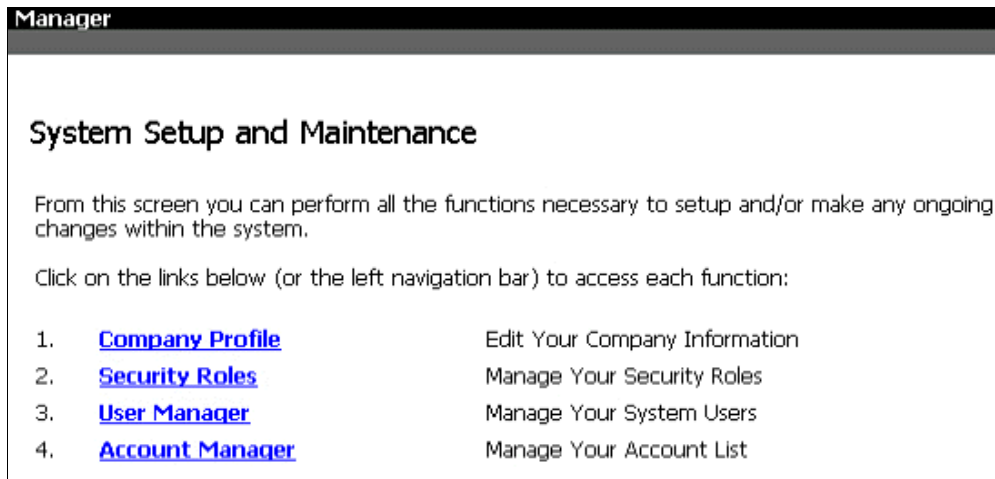 Manager
System Setup and Maintenance
From this screen you can perform all the functions necessary to setup and/or make any ongoing
changes within the system.
Click on the links below (or the left navigation bar) to access each function:
1. Company Profile Edit Your Company Information
2. Security Roles Manage Your Security Roles
3. User Manager Manage Your System Users
4. Account Manager Manage Your Account List